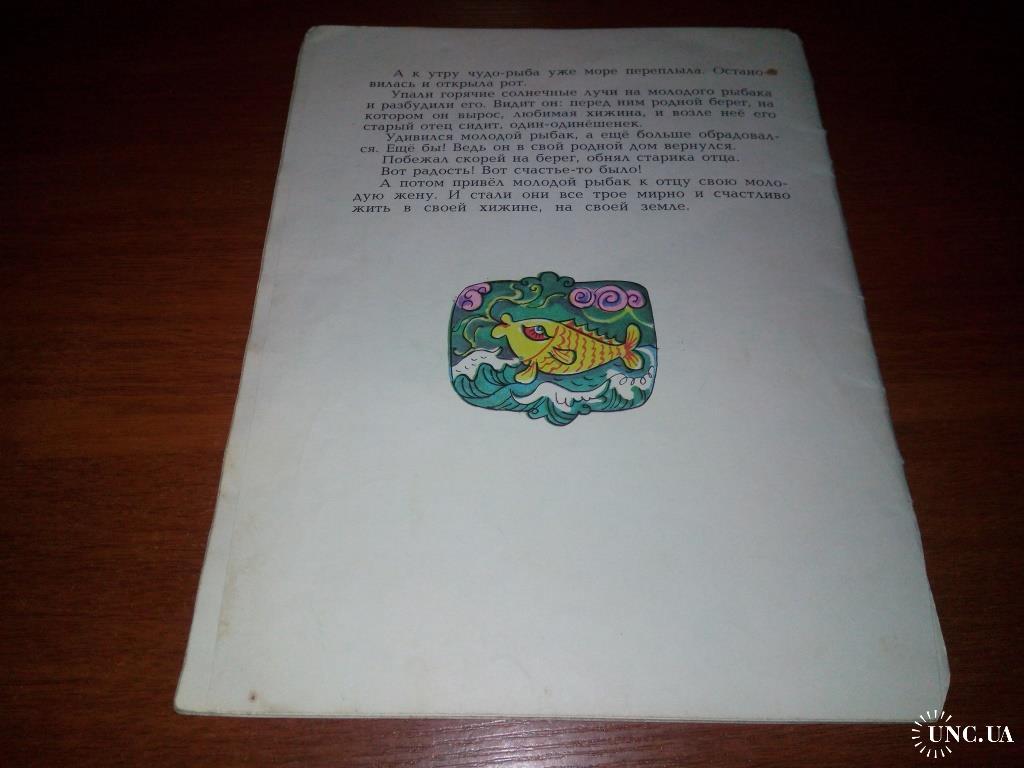 А к утру чудо-рыба уже море переплыла. Остано-
вилась и открыла рот.
Упали горячие солнечные лучи на молодого рыбака
и разбудили его. Видит он: перед ним родной берег, на
котором он вырос, любимая хижина, и возле неё его
старый отец сидит, один-одинёшенек.
Удивился молодой рыбак, а ещё больше обрадовал-
ся. Ещё бы! Ведь он в свой родной дом вернулся.
Побежал скорей на берег, обнял старика отца.
Вот радость! Вот счастье-то было!
А потом привёл молодой рыбак к отцу свою моло-
дую жену. И стали они все трое мирно и счастливо
жить в своей хижине, на своей земле.
UNC.UA